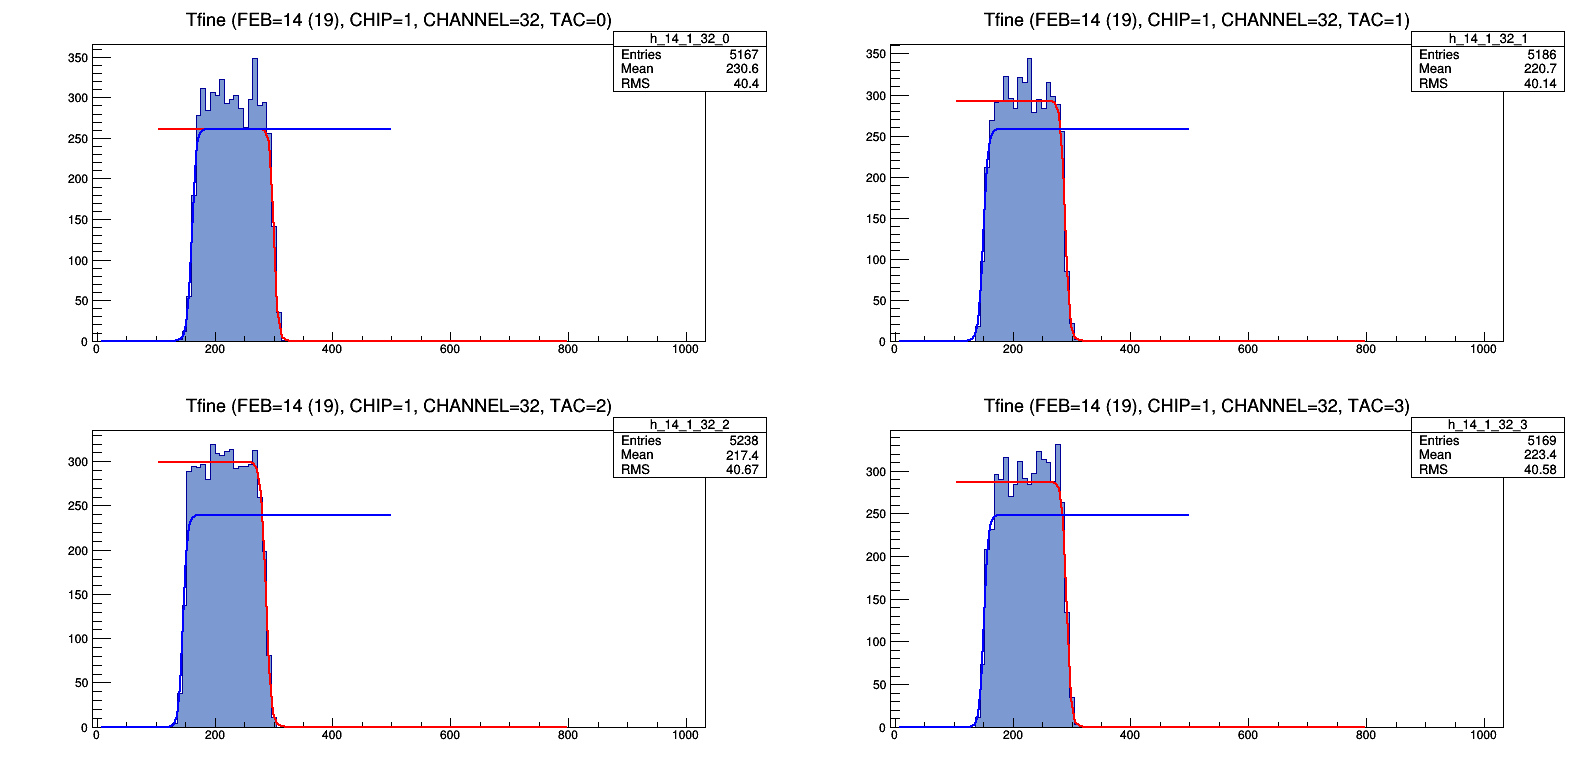 Tfine (FEB=14 (19), CHIP=1, CHANNEL=32, TAC=0)
h_14_1_32_0
Entries 5167
Mean 230.6
RMS 40.4
350
300
250
200
150
100
50
0
0 200 400 600 800 1000
Tfine (FEB=14 (19), CHIP=1, CHANNEL=32, TAC=1)
h_14_1_32_1
Entries 5186
Mean 220.7
RMS 40.14
350
300
250
200
150
100
50
0
0 200 400 600 800 1000
Tfine (FEB=14 (19), CHIP=1, CHANNEL=32, TAC=2)
h_14_1_32_2
Entries 5238
Mean 217.4
RMS 40.67
300
250
200
150
100
50
0
0 200 400 600 800 1000
Tfine (FEB=14 (19), CHIP=1, CHANNEL=32, TAC=3)
h_14_1_32_3
Entries 5169
Mean 223.4
RMS 40.58
300
250
200
150
100
50
0
0 200 400 600 800 1000